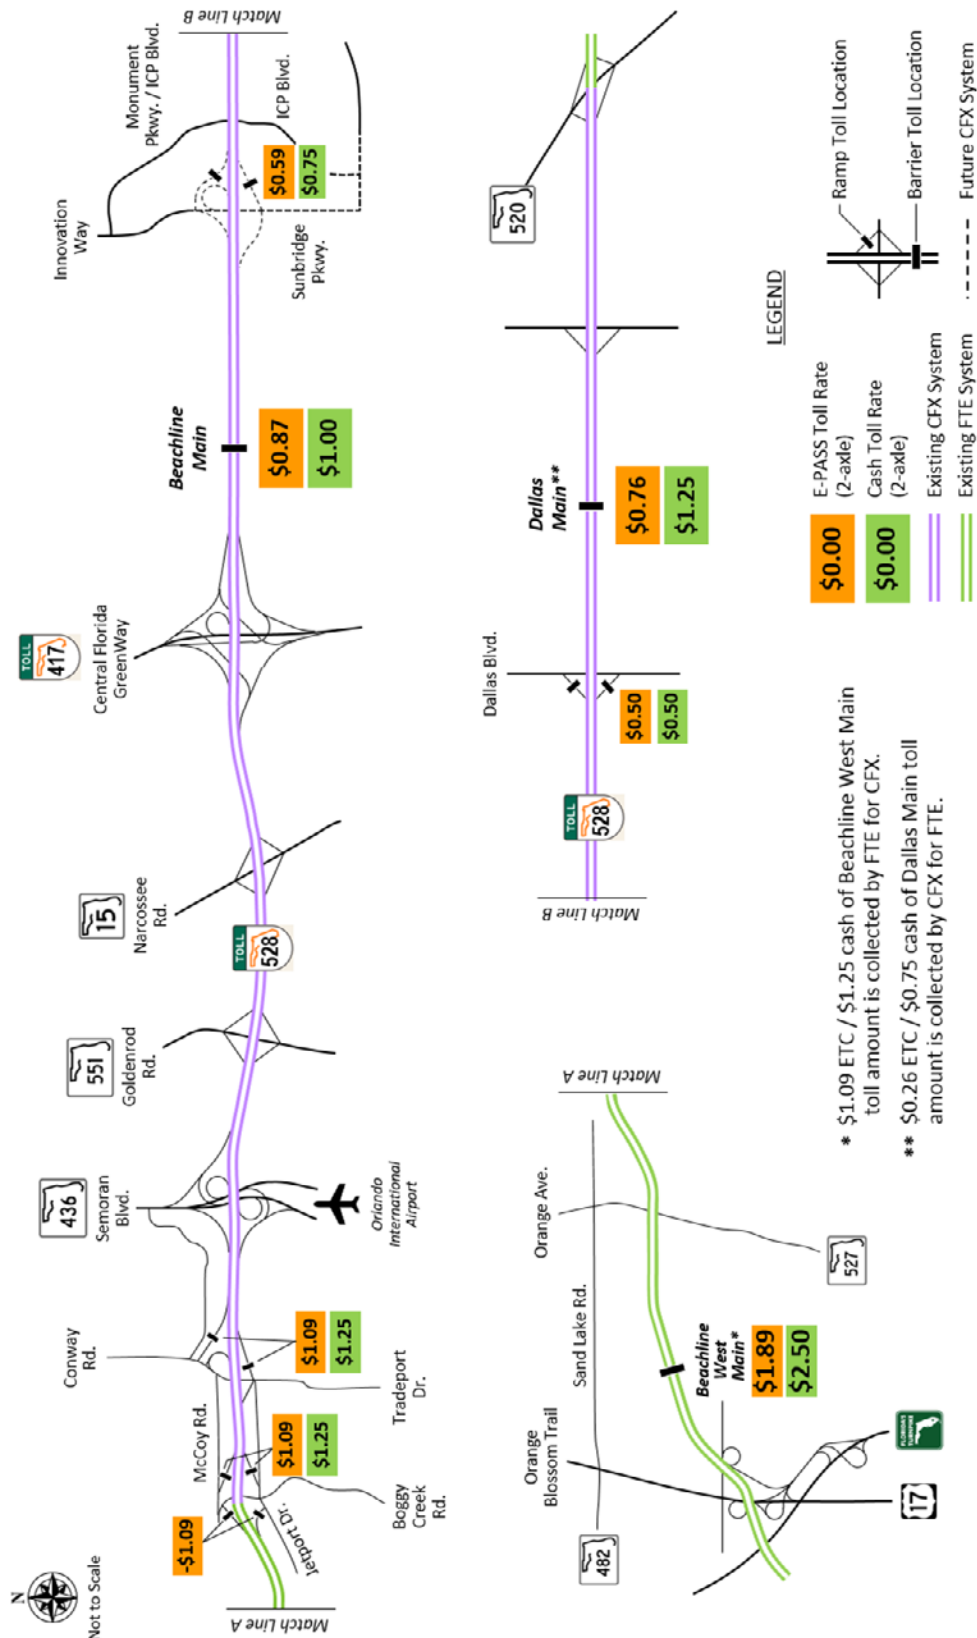 N
Not to Scale
Match Line A
-$1.09
Jetport Dr.
McCoy Rd.
Boggy
Creek
Rd.
$1.09
$1.25
Conway
Rd.
Tradeport
Dr.
$1.09
$1.25
436
Semoran
Blvd.
Orlando
International
Airport
551
Goldenrod
Rd.
TOLL
528
15
Narcossee
Rd.
TOLL
417
Central Florida
GreenWay
Beachline
Main
$0.87
$1.00
Innovation
Way
Monument
Pkwy. / ICP Blvd.
ICP Blvd.
$0.59
$0.75
Sunbridge
Pkwy.
Match Line B
482
Orange
Blossom Trail
17
FLORIDA'S
TURNPIKE
Sand Lake Rd.
Beachline
West
Main*
$1.89
$2.50
Orange Ave.
527
Match Line A
Match Line B
TOLL
528
Dallas Blvd.
$0.50
$0.50
Dallas
Main**
$0.76
$1.25
520
* $1.09 ETC / $1.25 cash of Beachline West Main
toll amount is collected by FTE for CFX.
** $0.26 ETC / $0.75 cash of Dallas Main toll
amount is collected by CFX for FTE.
LEGEND
$0.00
E-PASS Toll Rate
(2-axle)
$0.00
Cash Toll Rate
(2-axle)
Existing CFX System
Existing FTE System
Ramp Toll Location
Barrier Toll Location
Future CFX System